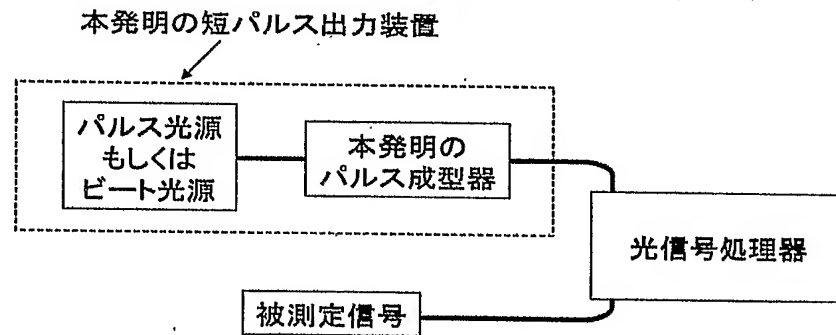 本発明の短パルス出力装置
パルス光源
もしくは
ビート光源
本発明の
パルス成型器
光信号処理器
被測定信号